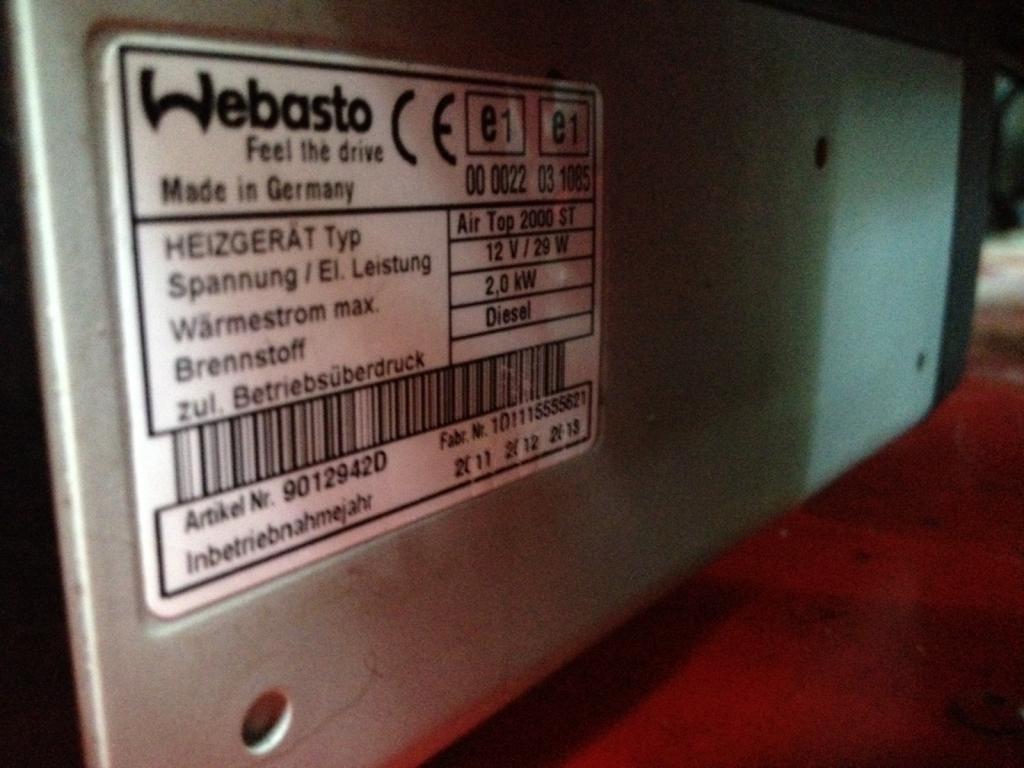 Webasto
Feel the drive
CE e1 e1
Made in Germany 00 0022 03 1085
HEIZGERÄT Typ Air Top 2000 ST
Spannung / El. Leistung 12 V / 29 W
Wärmestrom max. 2,0 kW
Brennstoff Diesel
zul. Betriebsüberdruck
Artikel Nr. 9012942D Fabr. Nr. 1D1115555621
Inbetriebnahmejahr 2011 2012 2013